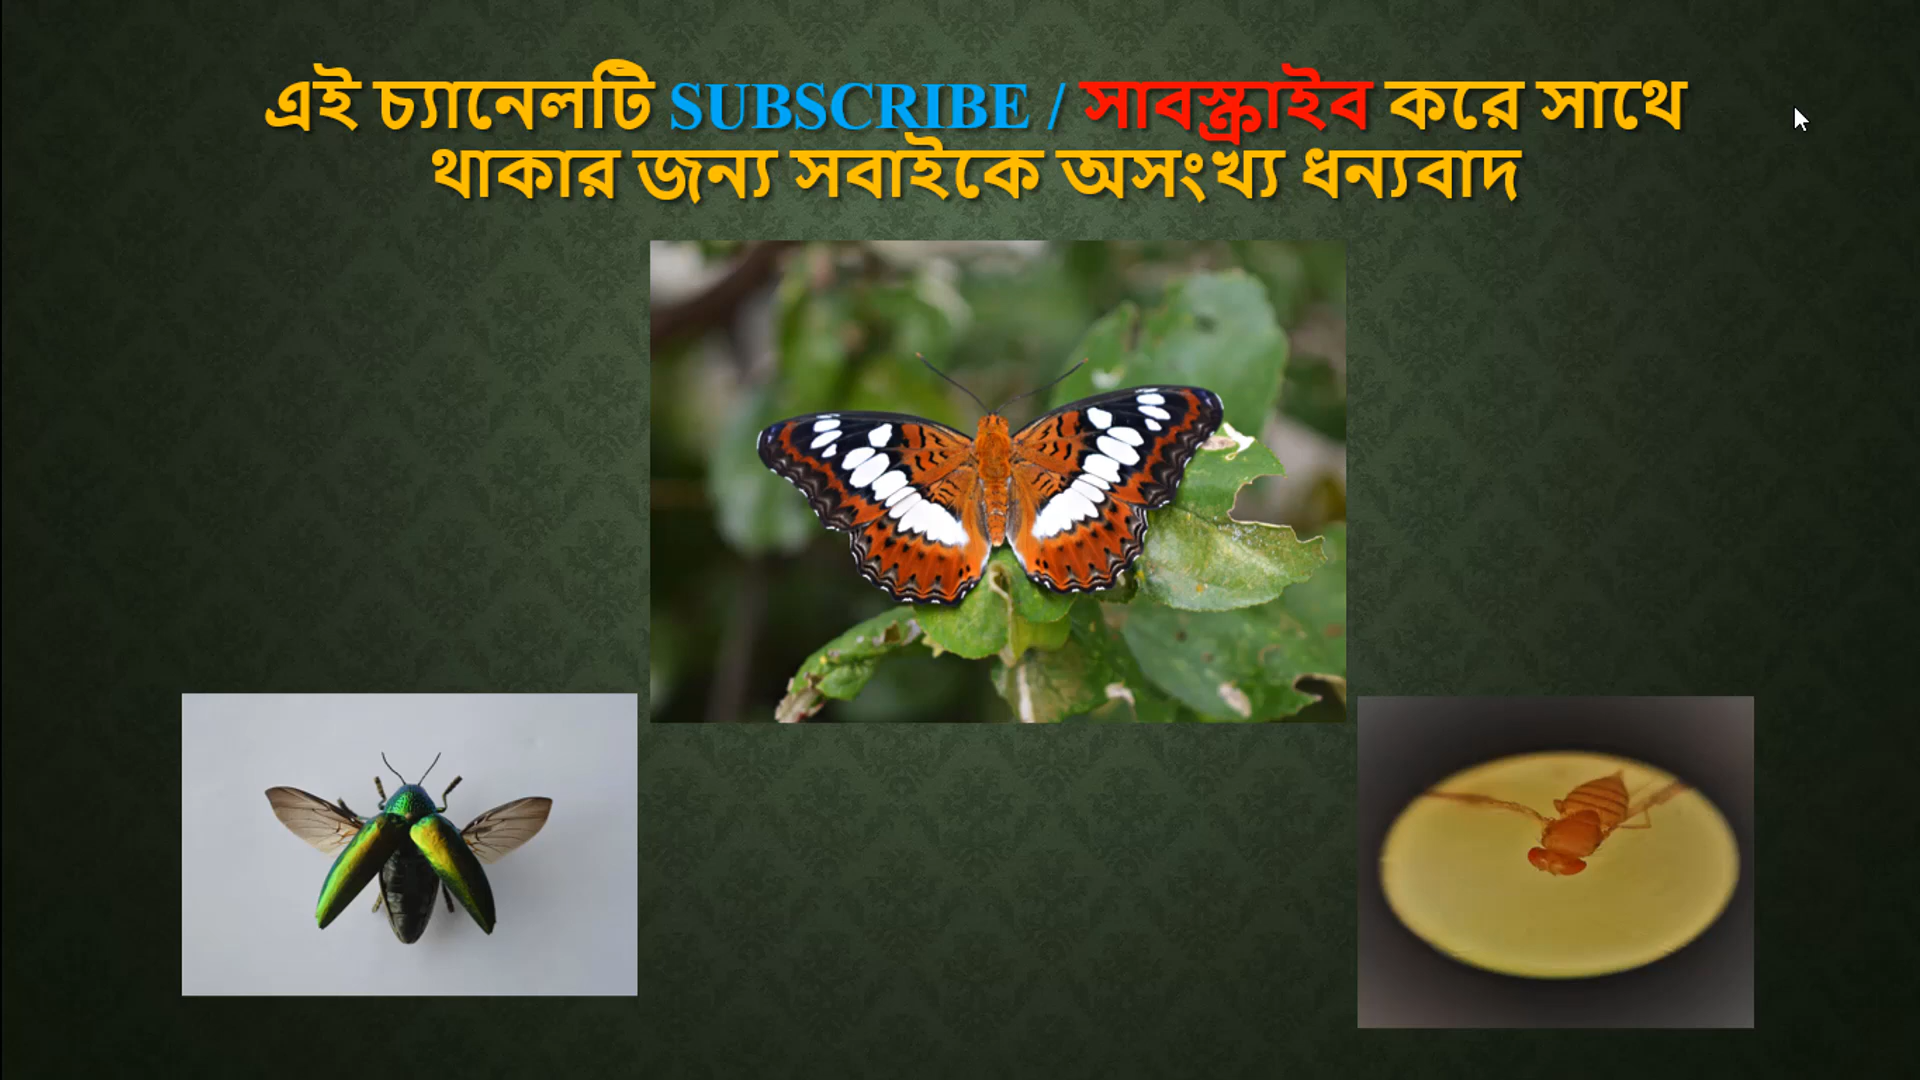 এই চ্যানেলটি SUBSCRIBE / সাবস্ক্রাইব করে সাথে
থাকার জন্য সবাইকে অসংখ্য ধন্যবাদ